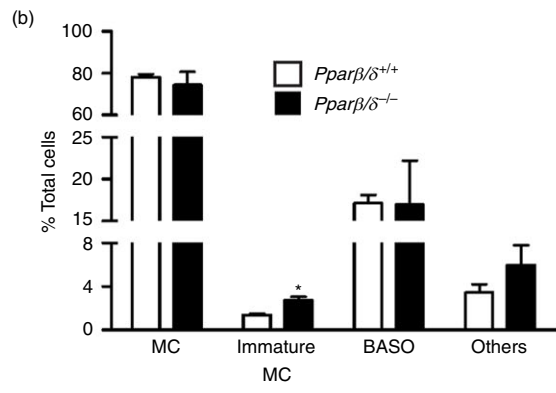 (b)
100
80
60
25
20
15
8
4
0
% Total cells
Pparβ/δ+/+
Pparβ/δ−/−
*
MC
Immature MC
BASO
Others